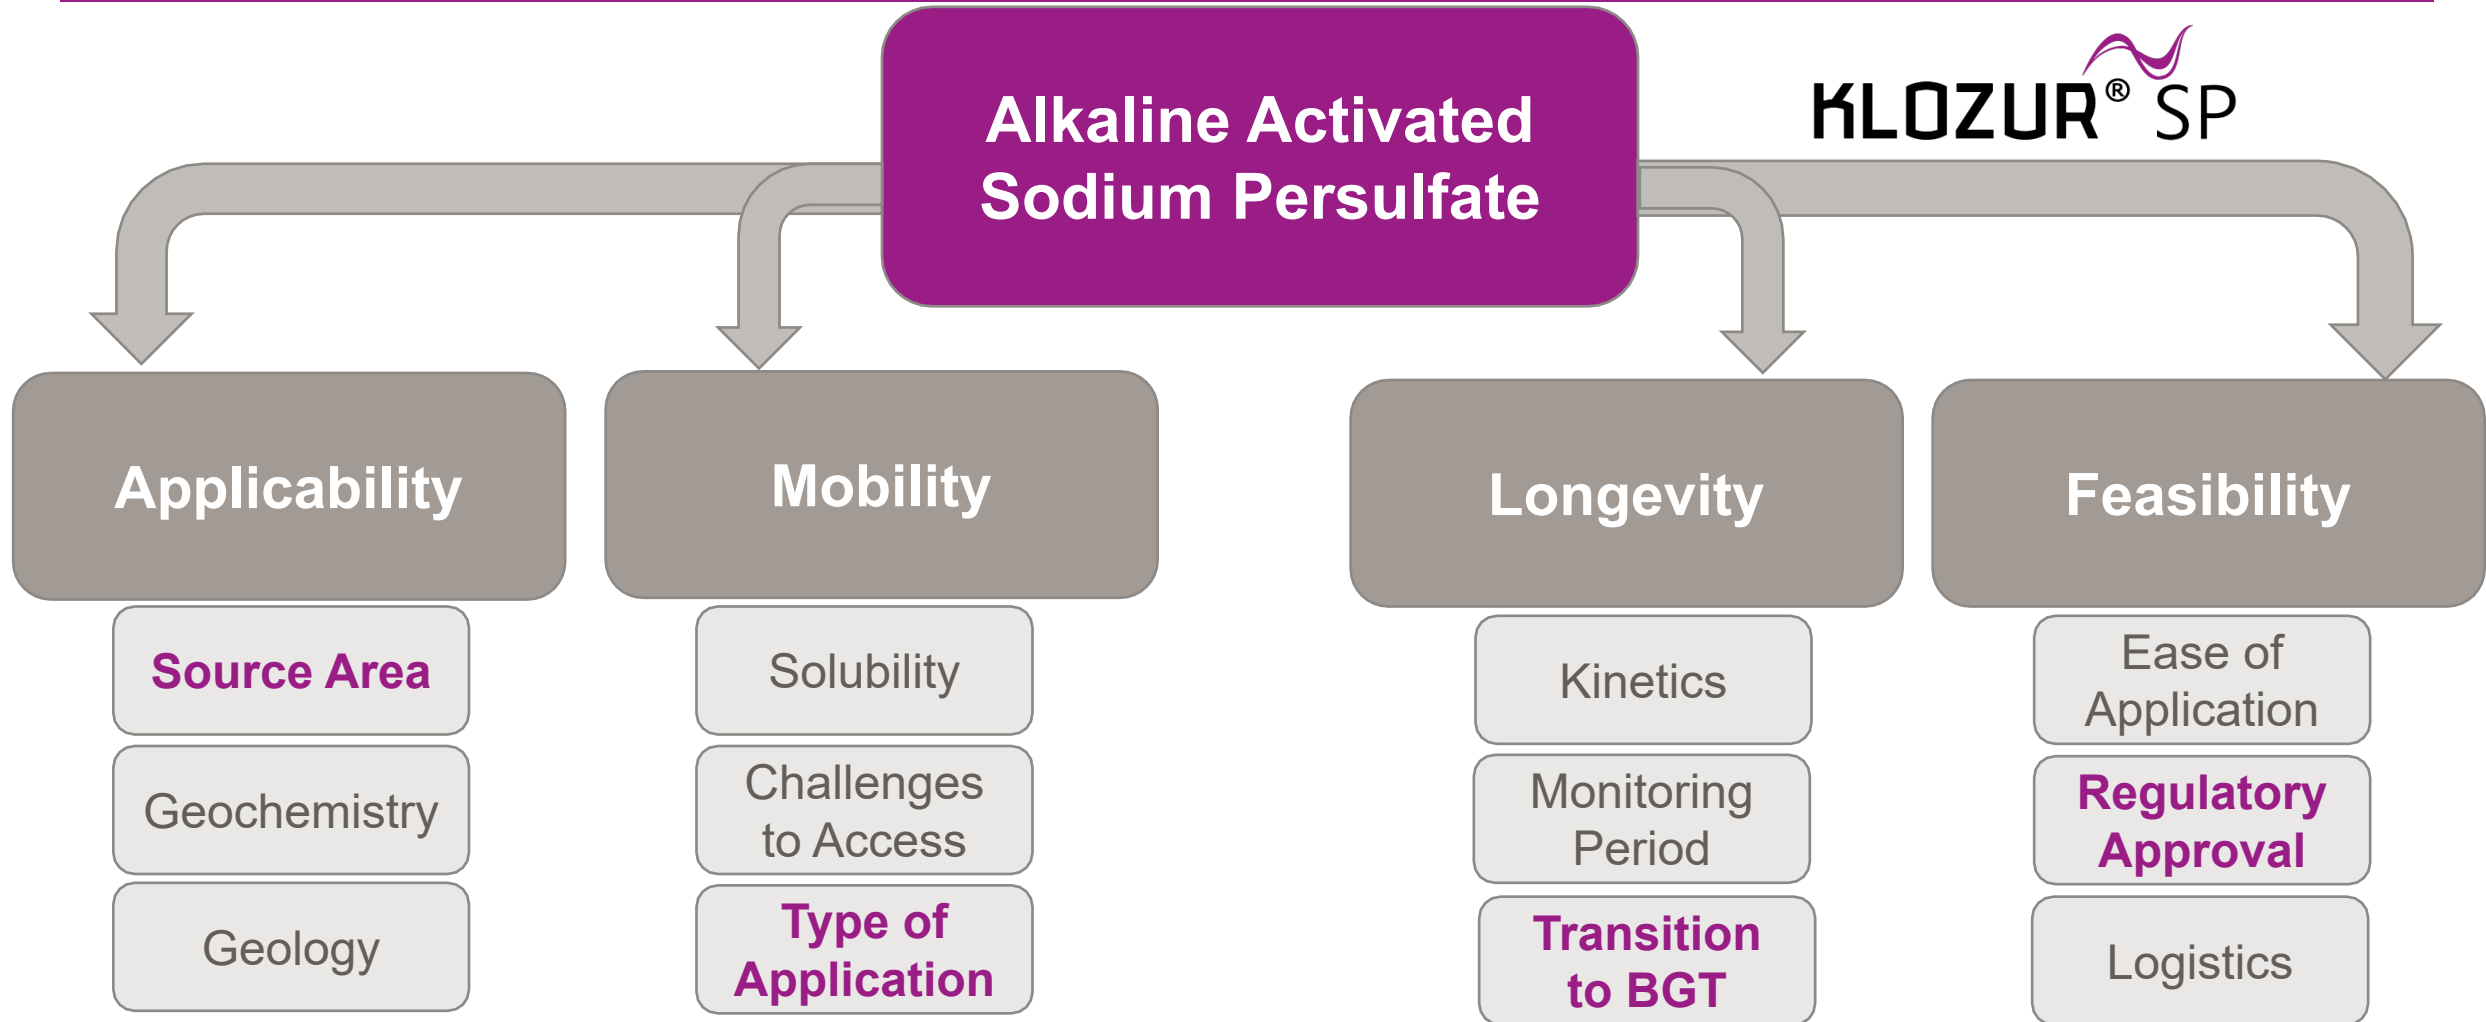 Alkaline Activated
Sodium Persulfate
KLOZUR® SP
Applicability
Mobility
Longevity
Feasibility
Source Area
Geochemistry
Geology
Solubility
Challenges
to Access
Type of
Application
Kinetics
Monitoring
Period
Transition
to BGT
Ease of
Application
Regulatory
Approval
Logistics